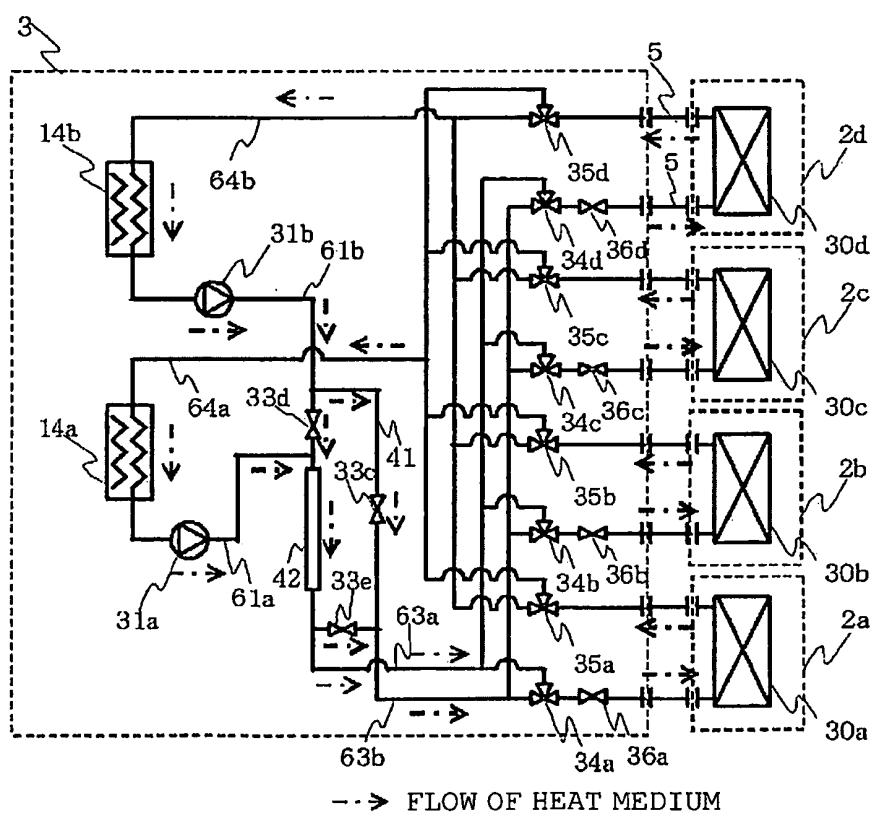 3
5
14b
64b
35d
2d
5
31b
61b
34d
36d
30d
2c
35c
64a
33d
34c
36c
30c
14a
41
33c
35b
2b
42
34b
36b
30b
31a
61a
33e
63a
35a
2a
63b
34a
36a
30a
FLOW OF HEAT MEDIUM